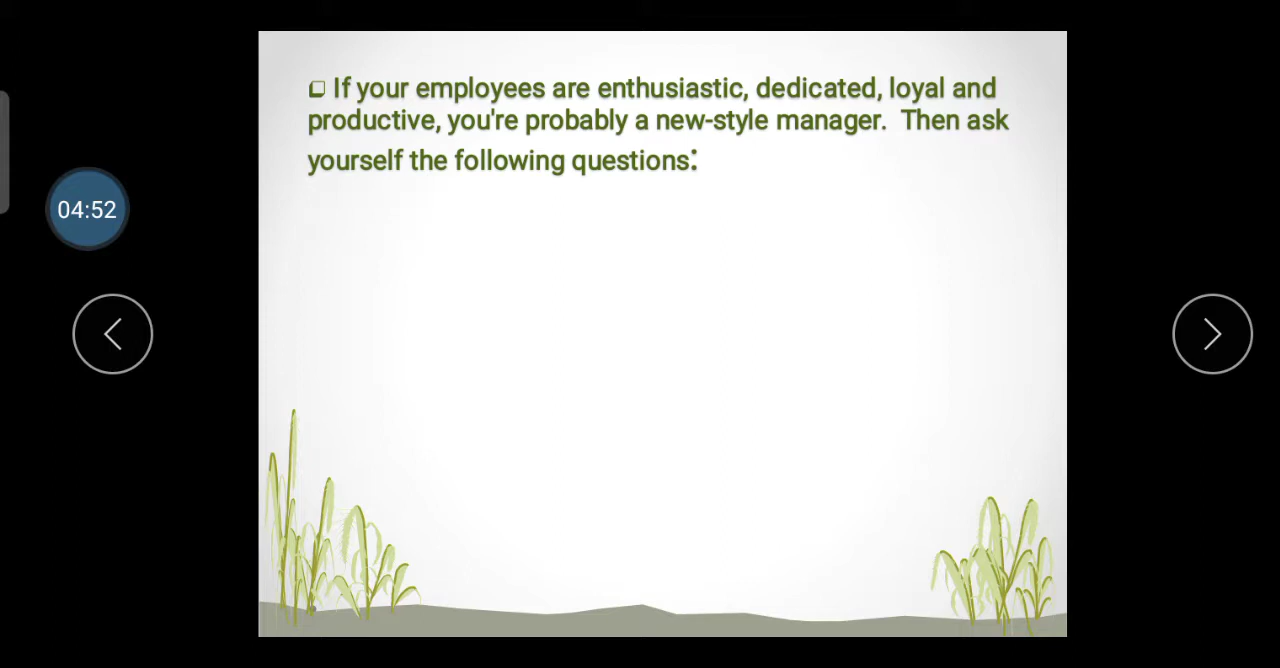 ❑ If your employees are enthusiastic, dedicated, loyal and
productive, you're probably a new-style manager.  Then ask
yourself the following questions:
04:52